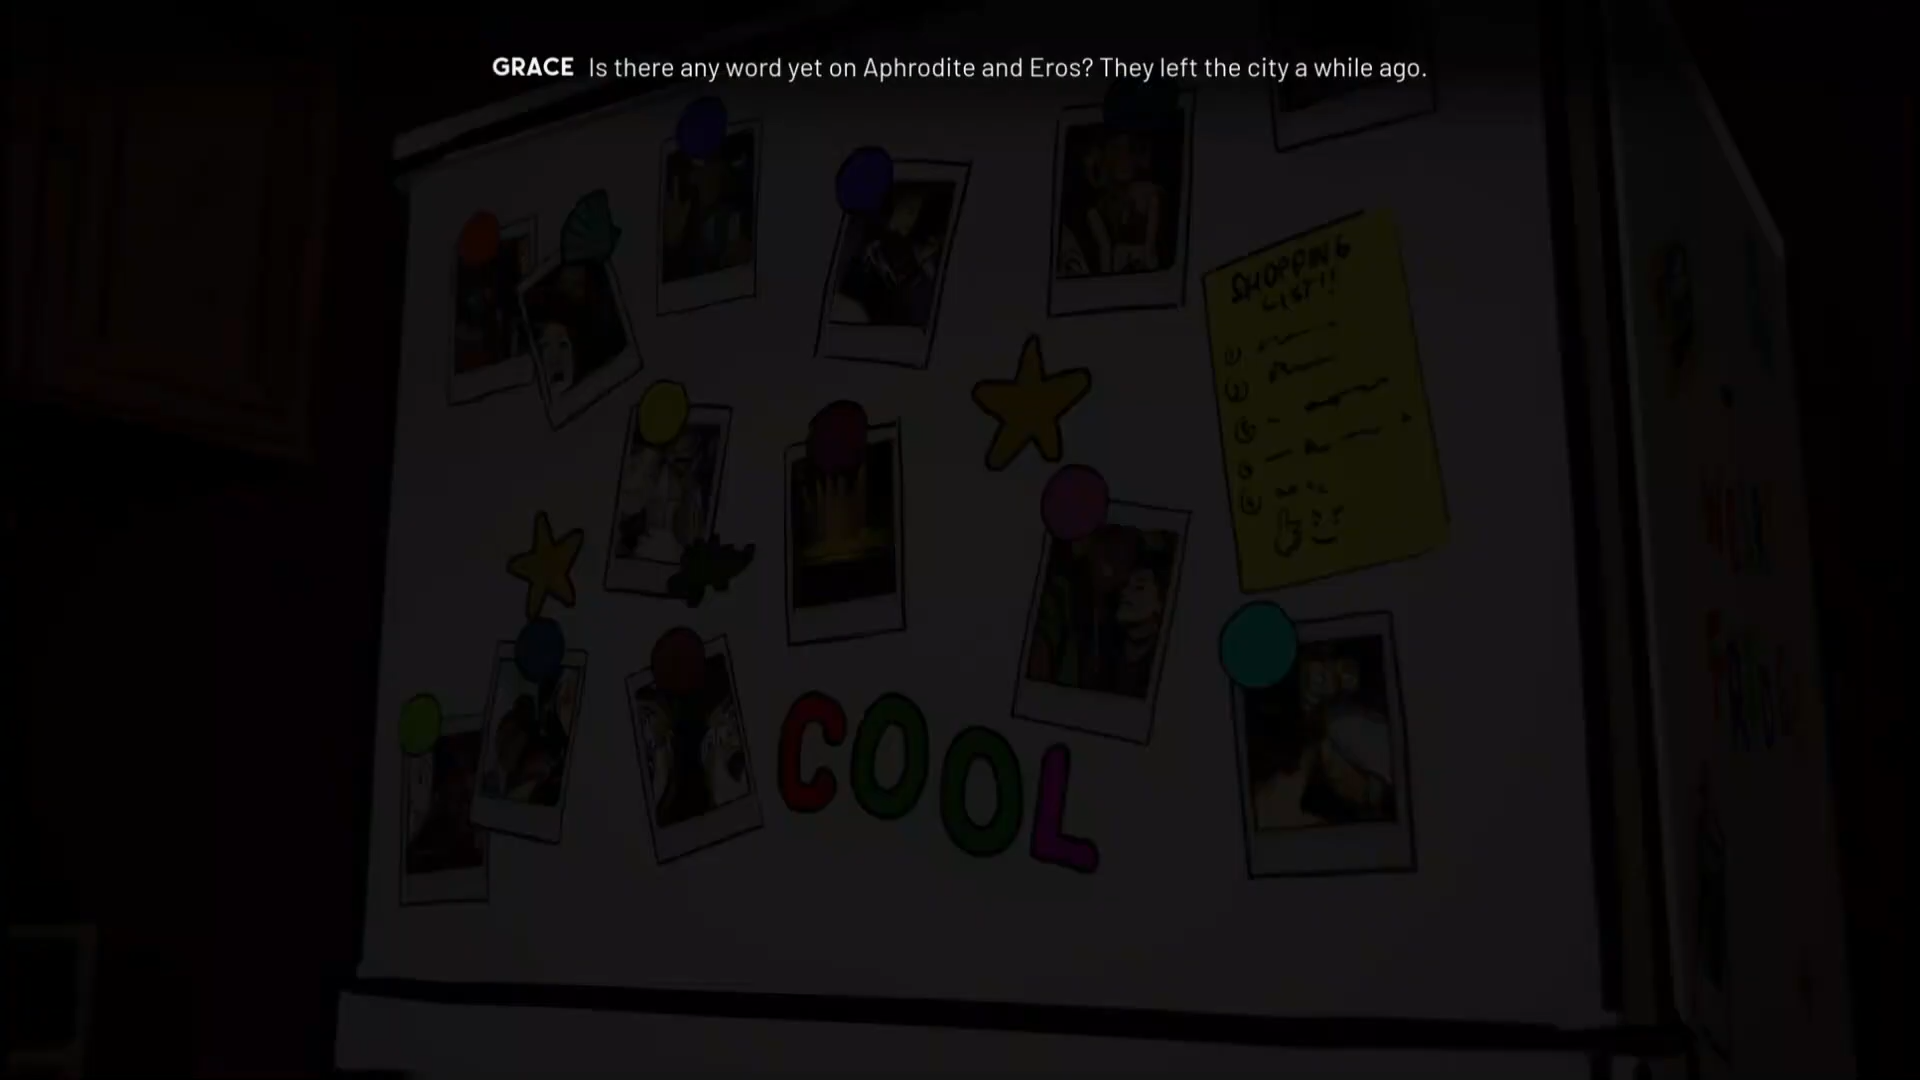 GRACE Is there any word yet on Aphrodite and Eros? They left the city a while ago.
SHOPPING
LIST!!
COOL